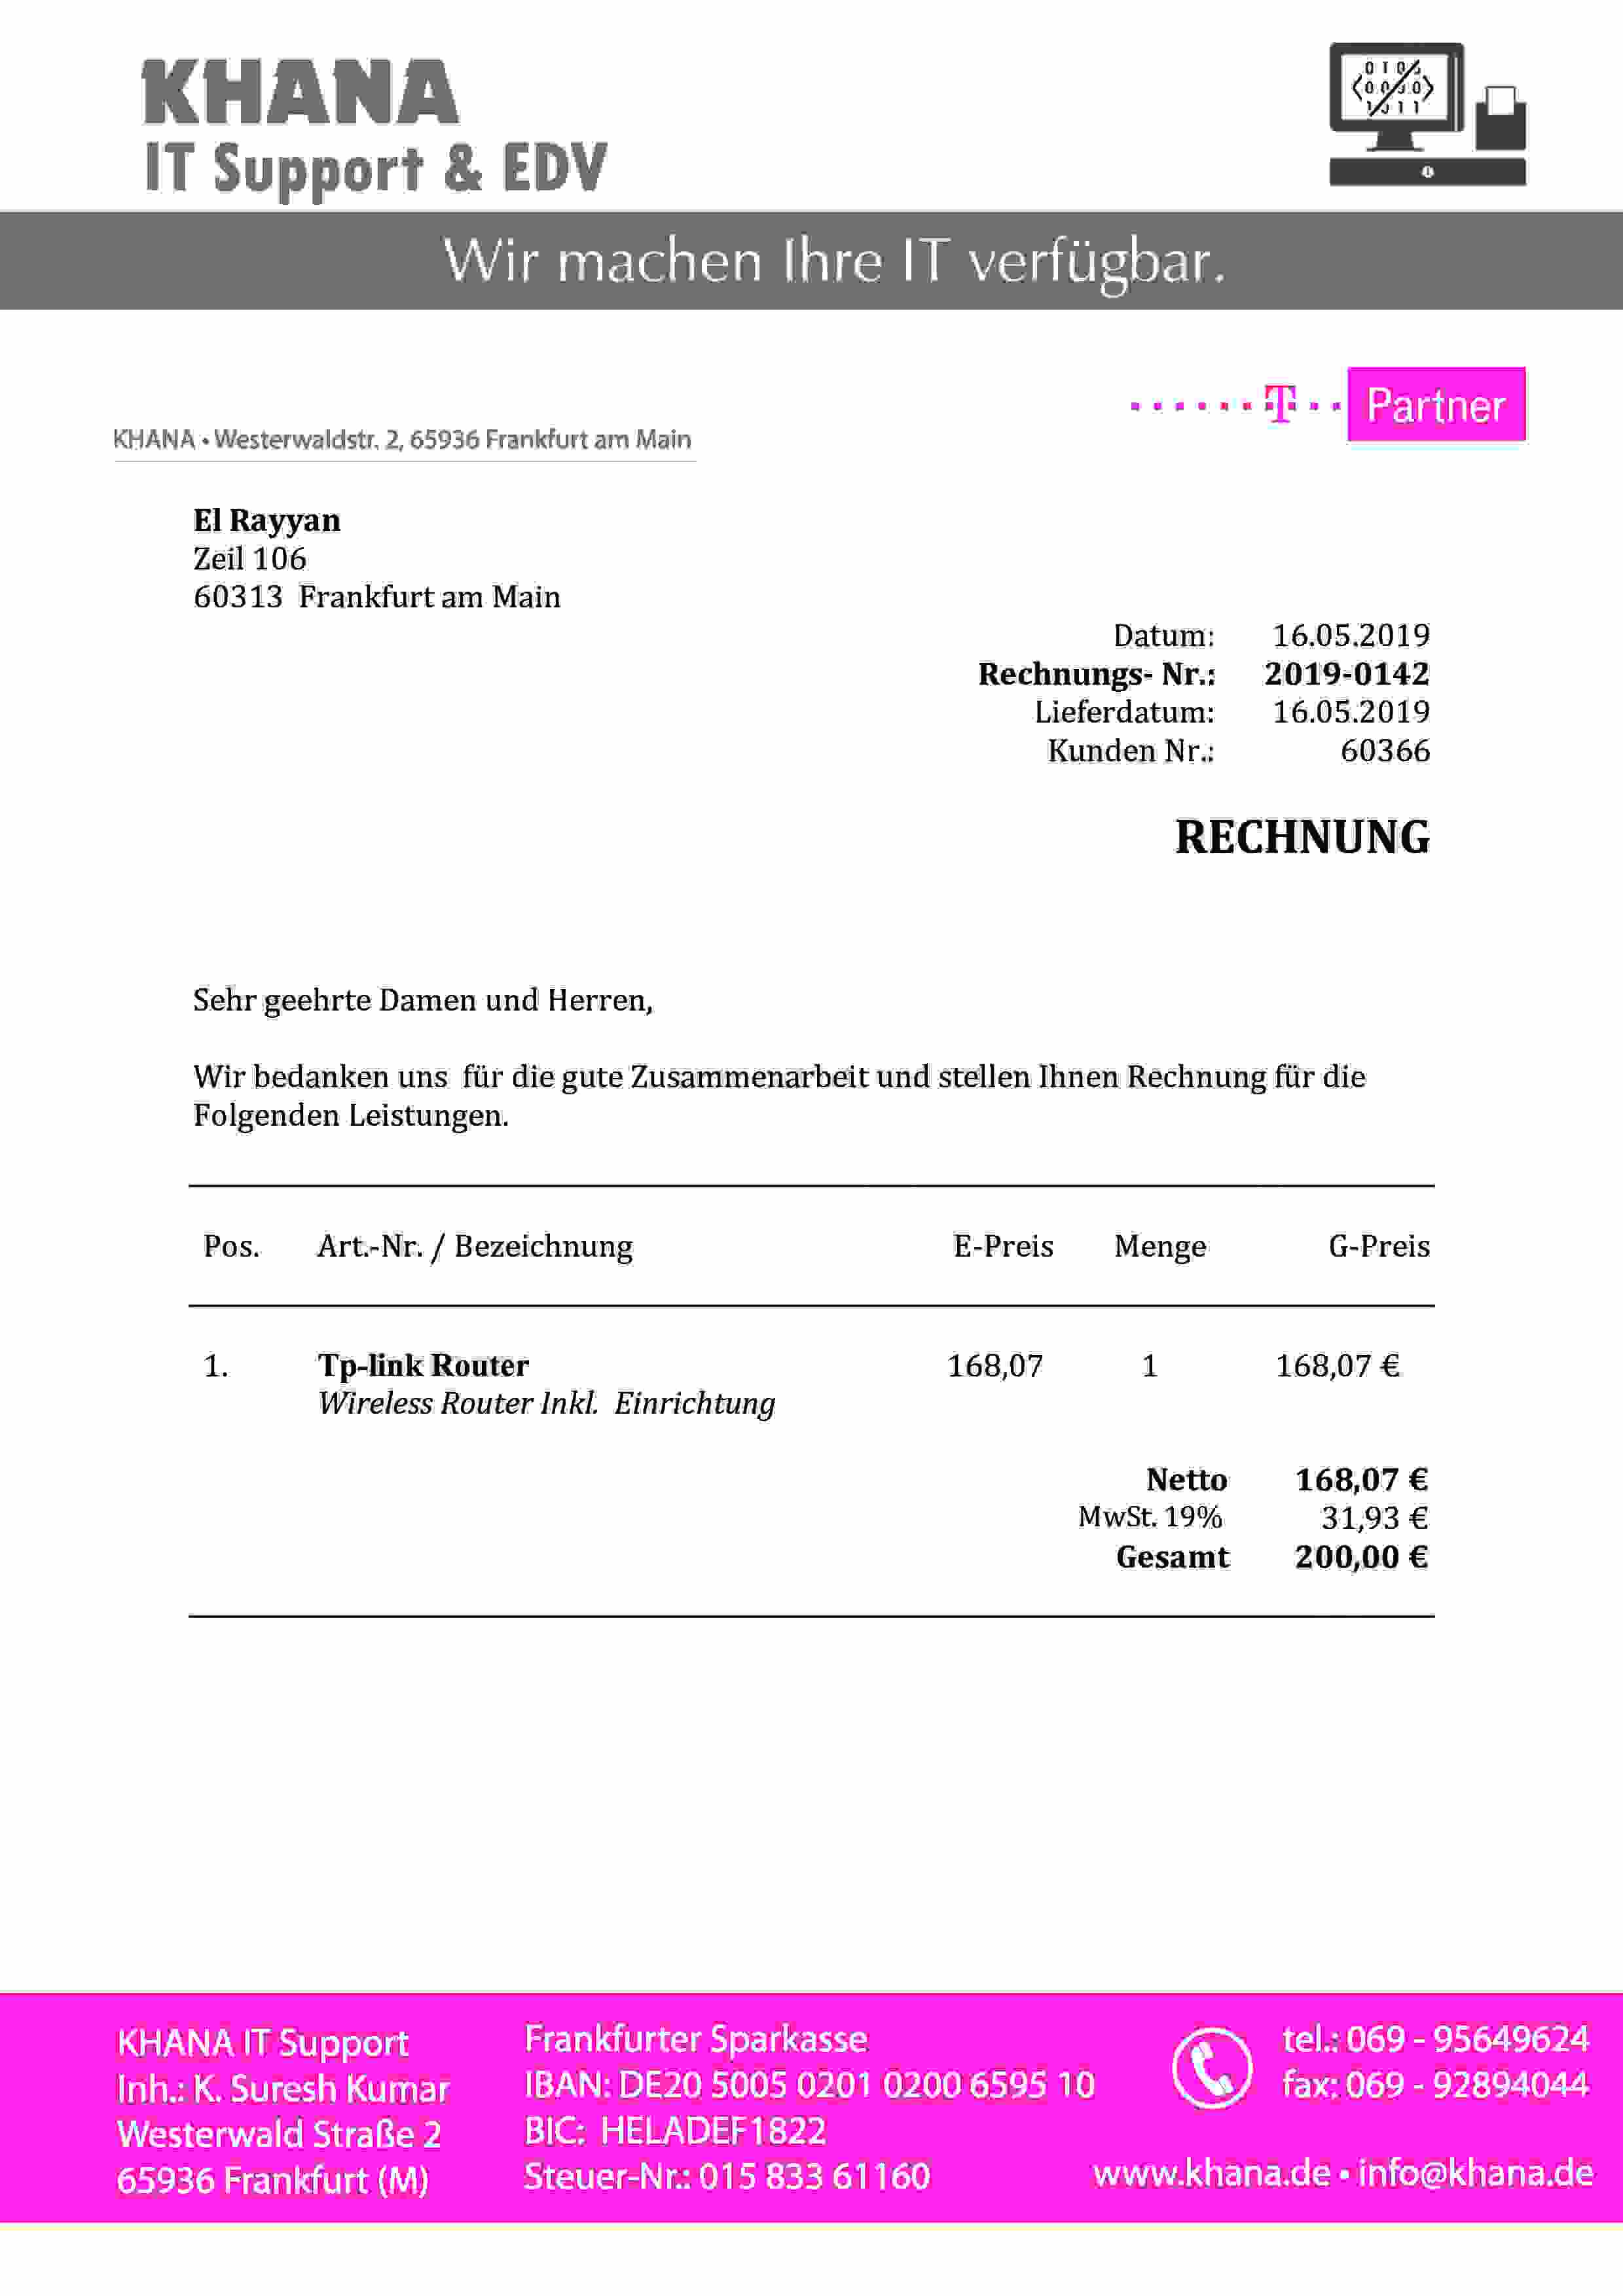 KHANA
IT Support & EDV
Wir machen Ihre IT verfügbar.
T Partner
KHANA • Westerwaldstr. 2, 65936 Frankfurt am Main
El Rayyan
Zeil 106
60313 Frankfurt am Main
Datum: 16.05.2019
Rechnungs- Nr.: 2019-0142
Lieferdatum: 16.05.2019
Kunden Nr.: 60366
RECHNUNG
Sehr geehrte Damen und Herren,
Wir bedanken uns für die gute Zusammenarbeit und stellen Ihnen Rechnung für die
Folgenden Leistungen.
Pos. Art.-Nr. / Bezeichnung E-Preis Menge G-Preis
1. Tp-link Router 168,07 1 168,07 €
Wireless Router Inkl. Einrichtung
Netto 168,07 €
MwSt. 19% 31,93 €
Gesamt 200,00 €
KHANA IT Support
Inh.: K. Suresh Kumar
Westerwald Straße 2
65936 Frankfurt (M)
Frankfurter Sparkasse
IBAN: DE20 5005 0201 0200 6595 10
BIC: HELADEF1822
Steuer-Nr.: 015 833 61160
tel.: 069 - 95649624
fax: 069 - 92894044
www.khana.de • info@khana.de